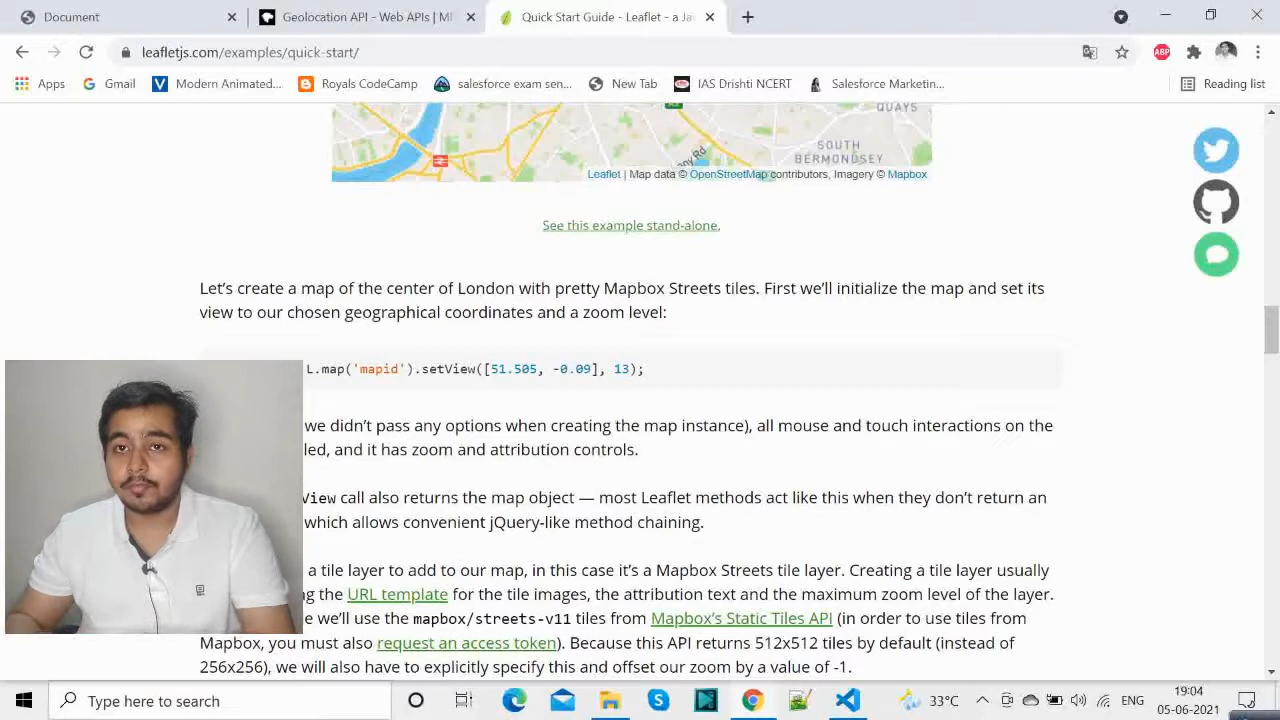 Document
Geolocation API - Web APIs | M
Quick Start Guide - Leaflet - a Ja
leafletjs.com/examples/quick-start/
ABP
Apps
Gmail
Modern Animated...
Royals CodeCamp
salesforce exam sen...
New Tab
IAS Drishti NCERT
Salesforce Marketin...
Reading list
QUAYS
SOUTH
BERMONDSEY
ny Rd
Leaflet | Map data © OpenStreetMap contributors, Imagery © Mapbox
See this example stand-alone.
Let's create a map of the center of London with pretty Mapbox Streets tiles. First we'll initialize the map and set its
view to our chosen geographical coordinates and a zoom level:
L.map('mapid').setView([51.505, -0.09], 13);
we didn't pass any options when creating the map instance), all mouse and touch interactions on the
led, and it has zoom and attribution controls.
View call also returns the map object — most Leaflet methods act like this when they don't return an
which allows convenient jQuery-like method chaining.
a tile layer to add to our map, in this case it's a Mapbox Streets tile layer. Creating a tile layer usually
ng the URL template for the tile images, the attribution text and the maximum zoom level of the layer.
e we'll use the mapbox/streets-v11 tiles from Mapbox's Static Tiles API (in order to use tiles from
Mapbox, you must also request an access token). Because this API returns 512x512 tiles by default (instead of
256x256), we will also have to explicitly specify this and offset our zoom by a value of -1.
Type here to search
33°C
ENG
19:04
05-06-2021